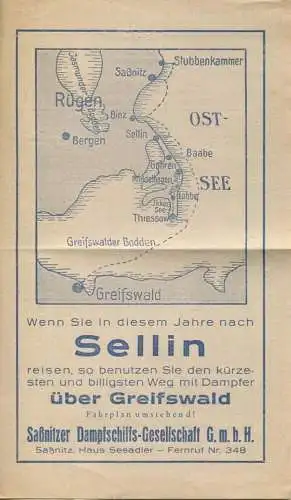 Stubbenkammer
Saßnitz
Jasmunder Bodden
Rügen
Binz
OST-
Sellin
Bergen
Baabe
Göhren
SEE
Thiessow
Greifswalder Bodden
Greifswald
Wenn Sie in diesem Jahre nach
Sellin
reisen, so benutzen Sie den kürze-
sten und billigsten Weg mit Dampfer
über Greifswald
Fahrplan umstehend!
Saßnitzer Dampfschiffs-Gesellschaft G. m. b. H.
Saßnitz, Haus Seeadler – Fernruf Nr. 348